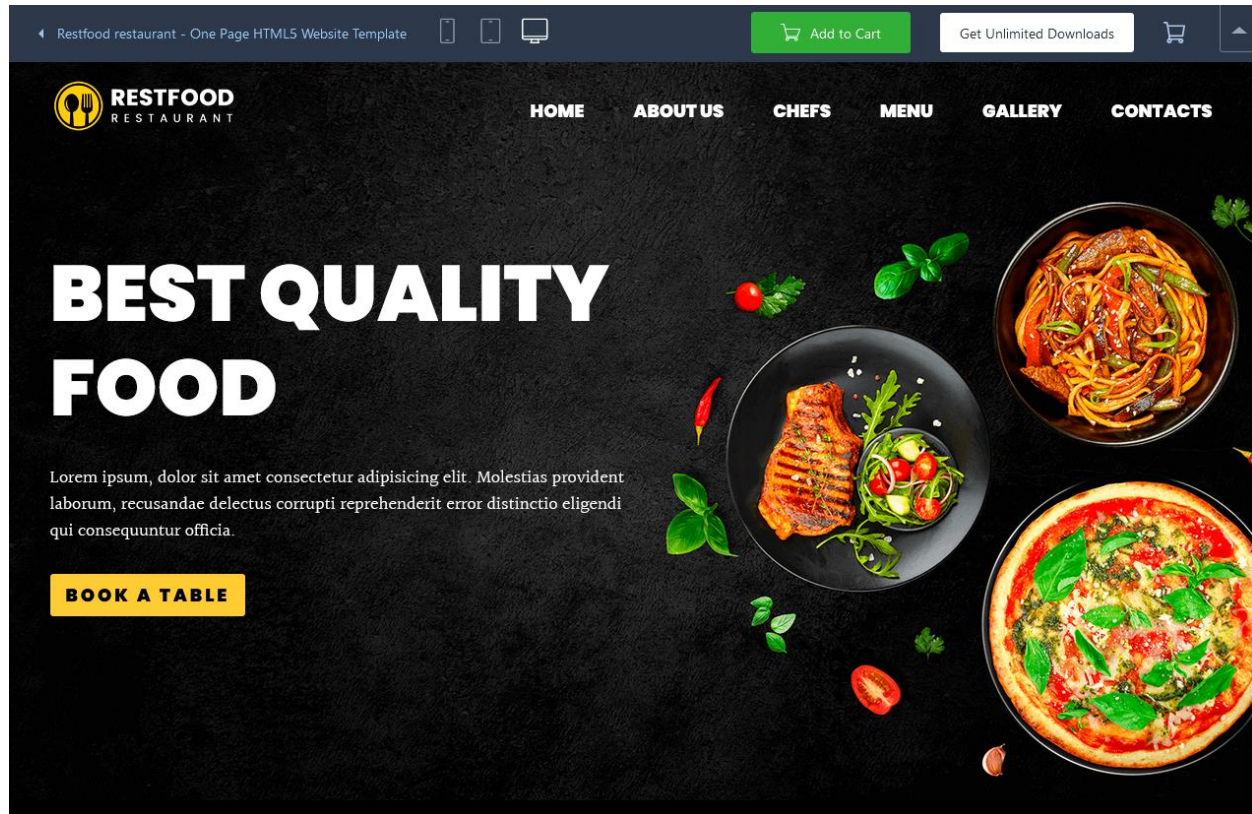 Restfood restaurant - One Page HTML5 Website Template
Add to Cart
Get Unlimited Downloads
RESTFOOD
RESTAURANT
HOME ABOUT US CHEFS MENU GALLERY CONTACTS
BEST QUALITY
FOOD
Lorem ipsum, dolor sit amet consectetur adipisicing elit. Molestias provident
laborum, recusandae delectus corrupti reprehenderit error distinctio eligendi
qui consequuntur officia.
BOOK A TABLE